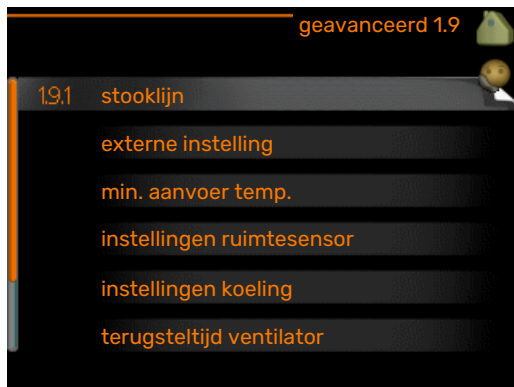 geavanceerd 1.9
1.9.1 stooklijn
externe instelling
min. aanvoer temp.
instellingen ruimtesensor
instellingen koeling
terugsteltijd ventilator